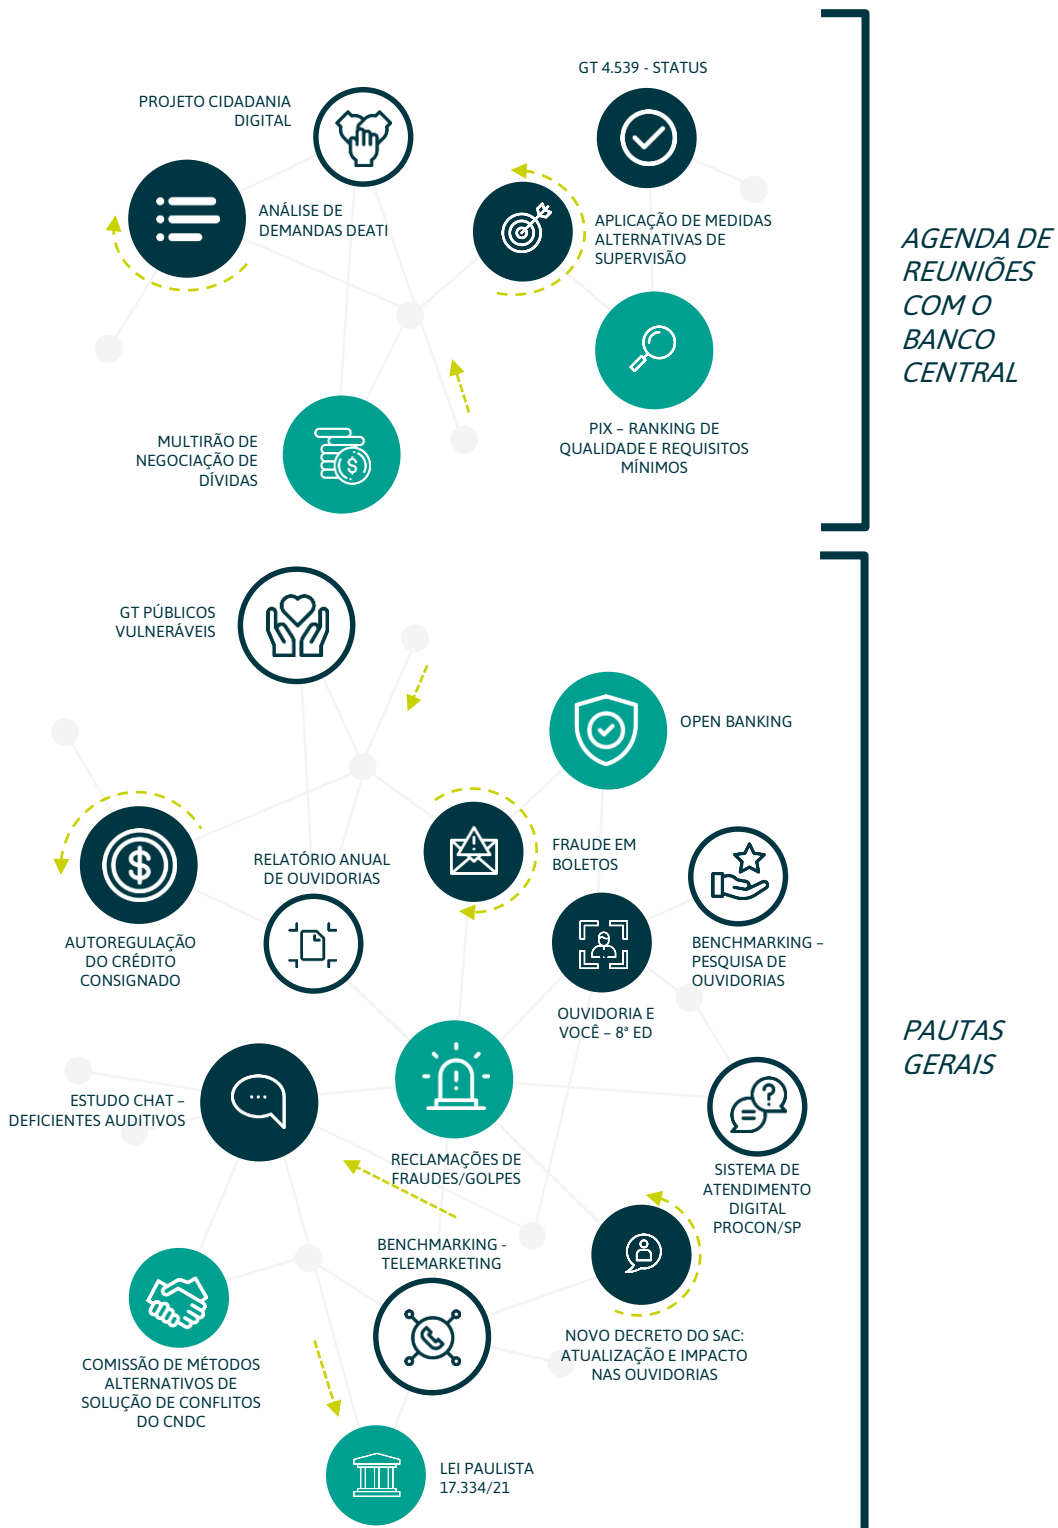 GT 4.539 - STATUS
PROJETO CIDADANIA
DIGITAL
ANÁLISE DE
DEMANDAS DEATI
APLICAÇÃO DE MEDIDAS
ALTERNATIVAS DE
SUPERVISÃO
PIX – RANKING DE
QUALIDADE E REQUISITOS
MÍNIMOS
MULTIRÃO DE
NEGOCIAÇÃO DE
DÍVIDAS
AGENDA DE
REUNIÕES
COM O
BANCO
CENTRAL
GT PÚBLICOS
VULNERÁVEIS
OPEN BANKING
FRAUDE EM
BOLETOS
RELATÓRIO ANUAL
DE OUVIDORIAS
AUTOREGULAÇÃO
DO CRÉDITO
CONSIGNADO
BENCHMARKING –
PESQUISA DE
OUVIDORIAS
OUVIDORIA E
VOCÊ – 8ª ED
ESTUDO CHAT –
DEFICIENTES AUDITIVOS
RECLAMAÇÕES DE
FRAUDES/GOLPES
SISTEMA DE
ATENDIMENTO
DIGITAL
PROCON/SP
BENCHMARKING -
TELEMARKETING
NOVO DECRETO DO SAC:
ATUALIZAÇÃO E IMPACTO
NAS OUVIDORIAS
COMISSÃO DE MÉTODOS
ALTERNATIVOS DE
SOLUÇÃO DE CONFLITOS
DO CNDC
LEI PAULISTA
17.334/21
PAUTAS
GERAIS